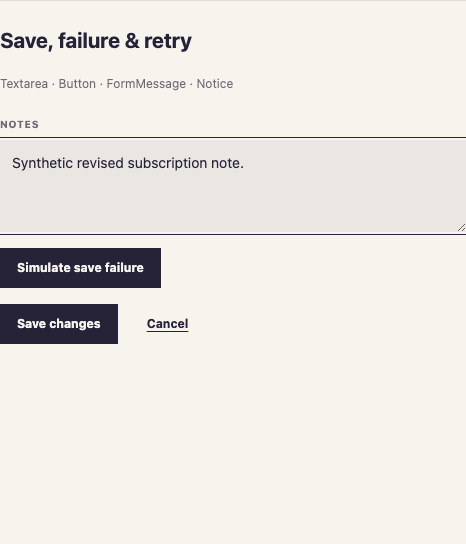 Save, failure & retry
Textarea · Button · FormMessage · Notice
NOTES
Synthetic revised subscription note.
Simulate save failure
Save changes Cancel